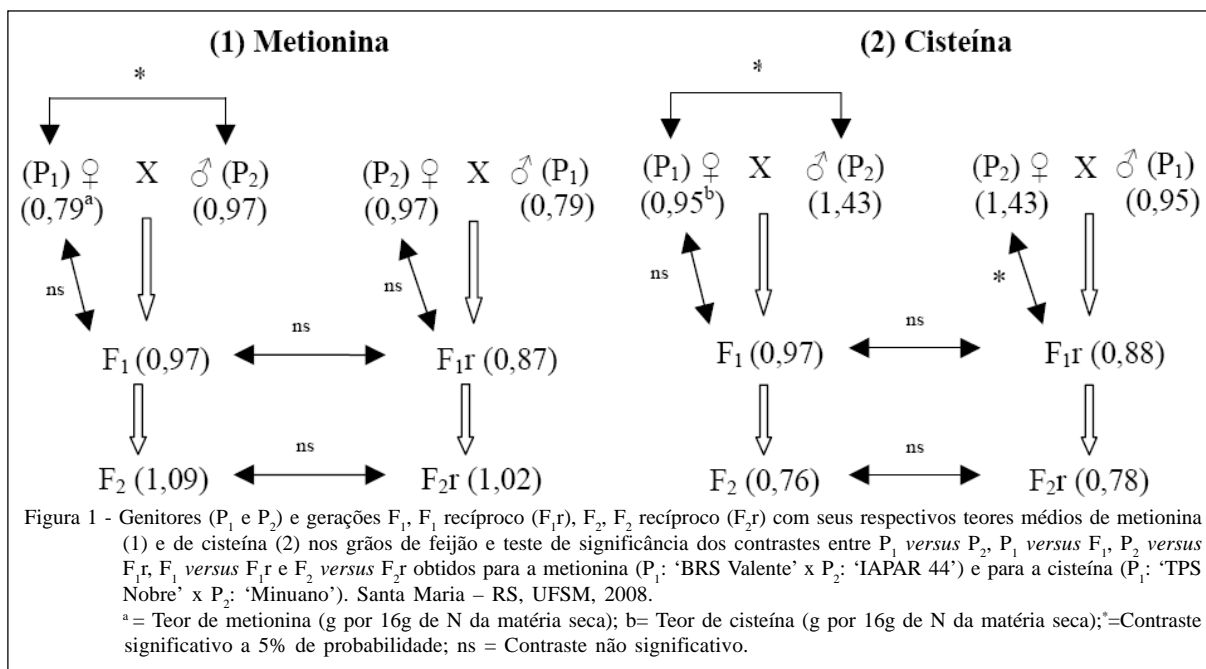 (1) Metionina
(2) Cisteína
*
*
(P₁) ♀ X ♂ (P₂)
(0,79ᵃ) (0,97)
(P₂) ♀ X ♂ (P₁)
(0,97) (0,79)
(P₁) ♀ X ♂ (P₂)
(0,95ᵇ) (1,43)
(P₂) ♀ X ♂ (P₁)
(1,43) (0,95)
ns
ns
ns
*
ns
ns
F₁ (0,97)
F₁r (0,87)
F₁ (0,97)
F₁r (0,88)
ns
ns
F₂ (1,09)
F₂r (1,02)
F₂ (0,76)
F₂r (0,78)
Figura 1 - Genitores (P₁ e P₂) e gerações F₁, F₁ recíproco (F₁r), F₂, F₂ recíproco (F₂r) com seus respectivos teores médios de metionina
(1) e de cisteína (2) nos grãos de feijão e teste de significância dos contrastes entre P₁ versus P₂, P₁ versus F₁, P₂ versus
F₁r, F₁ versus F₁r e F₂ versus F₂r obtidos para a metionina (P₁: ‘BRS Valente’ x P₂: ‘IAPAR 44’) e para a cisteína (P₁: ‘TPS
Nobre’ x P₂: ‘Minuano’). Santa Maria – RS, UFSM, 2008.
ᵃ = Teor de metionina (g por 16g de N da matéria seca); b= Teor de cisteína (g por 16g de N da matéria seca);*=Contraste
significativo a 5% de probabilidade; ns = Contraste não significativo.